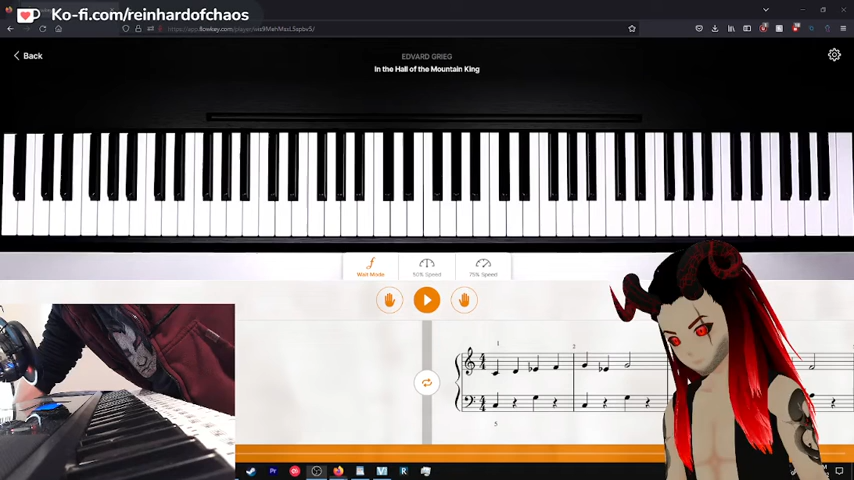 Ko-fi.com/reinhardofchaos
Back
EDVARD GRIEG
In the Hall of the Mountain King
Wait Mode
50% Speed
75% Speed
1
2
5